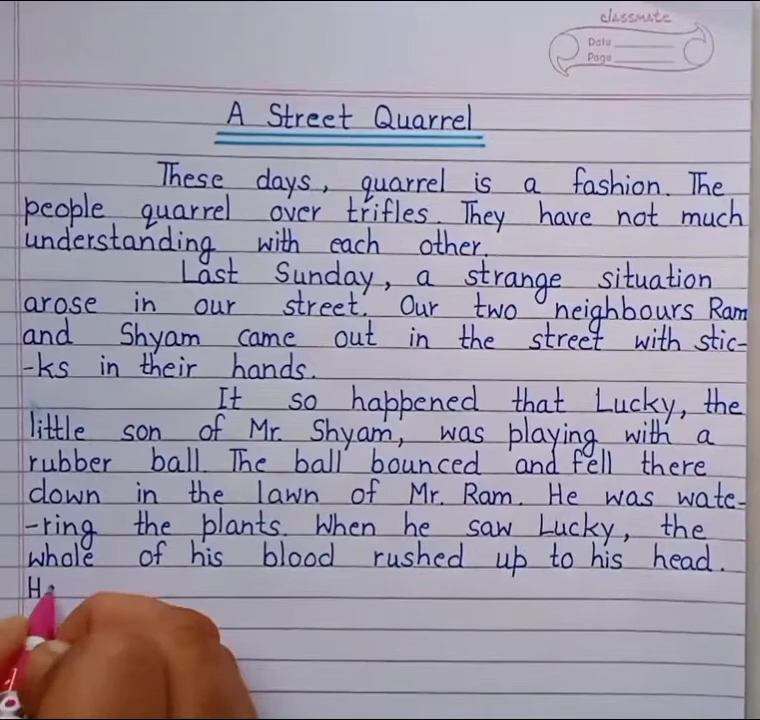 classmate
Date
Page
A Street Quarrel
These days, quarrel is a fashion. The
people quarrel over trifles. They have not much
understanding with each other.
Last Sunday, a strange situation
arose in our street. Our two neighbours Ram
and Shyam came out in the street with stic-
-ks in their hands.
It so happened that Lucky, the
little son of Mr. Shyam, was playing with a
rubber ball. The ball bounced and fell there
down in the lawn of Mr. Ram. He was wate-
-ring the plants. When he saw Lucky, the
whole of his blood rushed up to his head.